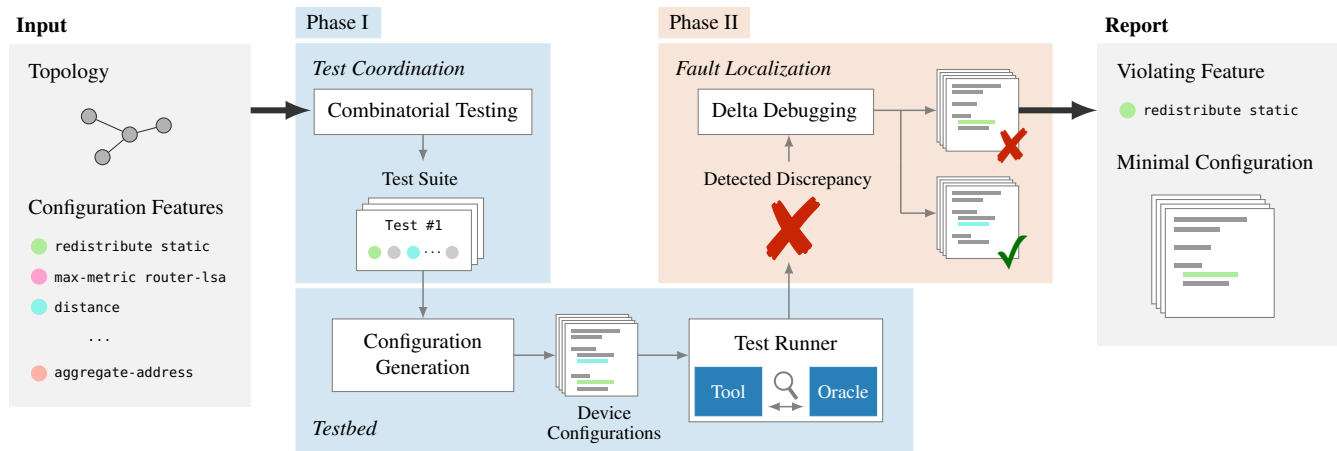 Input
Topology
Configuration Features
redistribute static
max-metric router-lsa
distance
...
aggregate-address
Phase I
Test Coordination
Combinatorial Testing
Test Suite
Test #1
...
Configuration
Generation
Device
Configurations
Test Runner
Tool
Oracle
Testbed
Phase II
Fault Localization
Delta Debugging
Detected Discrepancy
Report
Violating Feature
redistribute static
Minimal Configuration